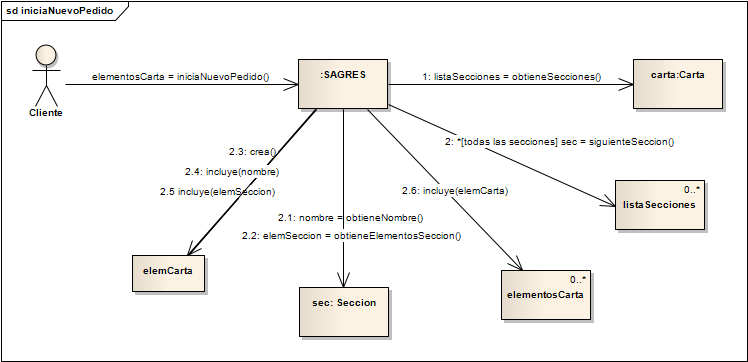 sd iniciaNuevoPedido
elementosCarta = iniciaNuevoPedido()
:SAGRES
1: listaSecciones = obtieneSecciones()
carta:Carta
Cliente
2: *[todas las secciones] sec = siguienteSeccion()
2.3: crea()
2.4: incluye(nombre)
2.5 incluye(elemSeccion)
2.6: incluye(elemCarta)
0..*
listaSecciones
2.1: nombre = obtieneNombre()
2.2: elemSeccion = obtieneElementosSeccion()
elemCarta
sec: Seccion
0..*
elementosCarta